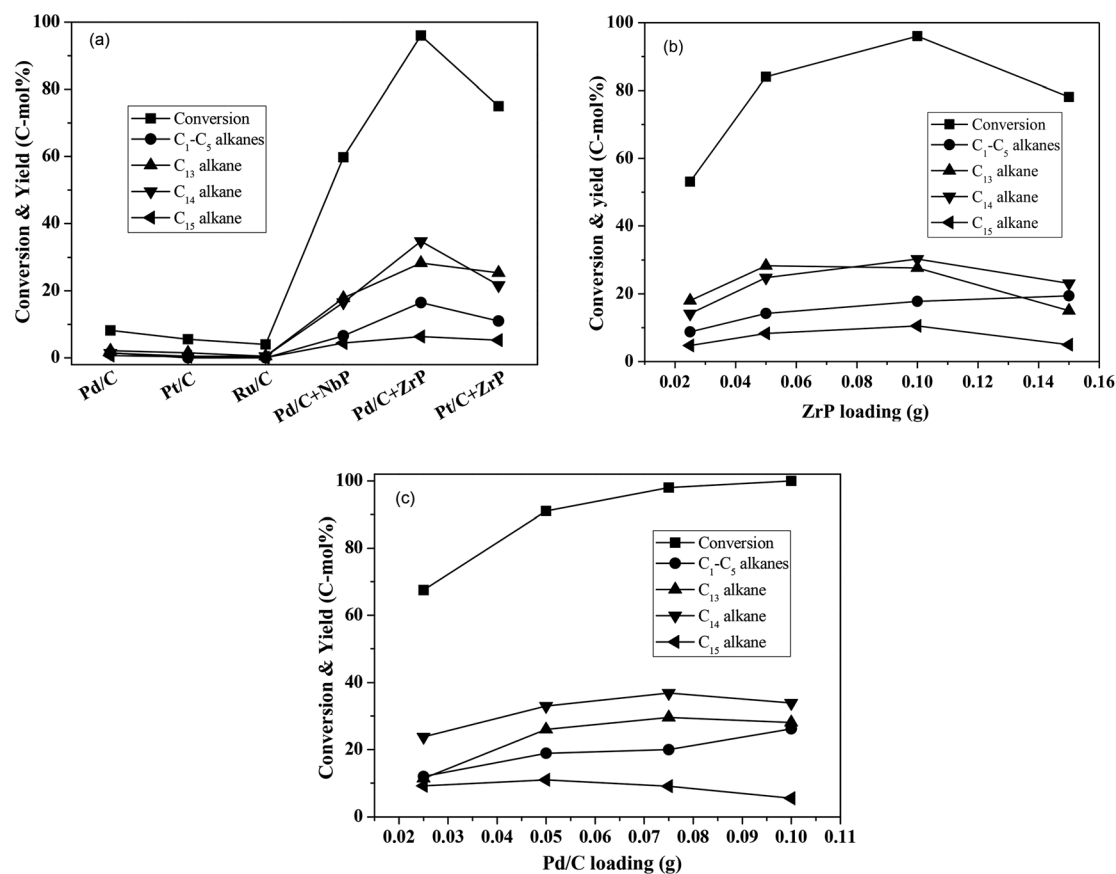 (a)
Conversion & Yield (C-mol%)
100
80
60
40
20
0
Conversion
C₁-C₅ alkanes
C₁₃ alkane
C₁₄ alkane
C₁₅ alkane
Pd/C
Pt/C
Ru/C
Pd/C+NbP
Pd/C+ZrP
Pt/C+ZrP
(b)
Conversion & yield (C-mol%)
100
80
60
40
20
0
Conversion
C₁-C₅ alkanes
C₁₃ alkane
C₁₄ alkane
C₁₅ alkane
0.02 0.04 0.06 0.08 0.10 0.12 0.14 0.16
ZrP loading (g)
(c)
Conversion & Yield (C-mol%)
100
80
60
40
20
0
Conversion
C₁-C₅ alkanes
C₁₃ alkane
C₁₄ alkane
C₁₅ alkane
0.02 0.03 0.04 0.05 0.06 0.07 0.08 0.09 0.10 0.11
Pd/C loading (g)